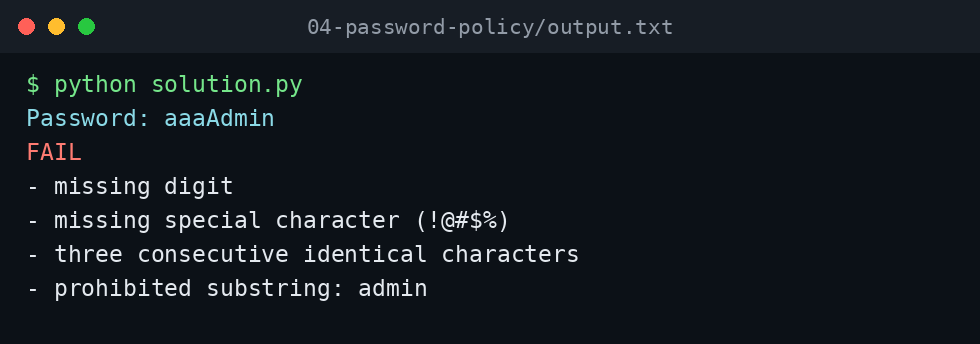 04-password-policy/output.txt
$ python solution.py
Password: aaaAdmin
FAIL
- missing digit
- missing special character (!@#$%)
- three consecutive identical characters
- prohibited substring: admin